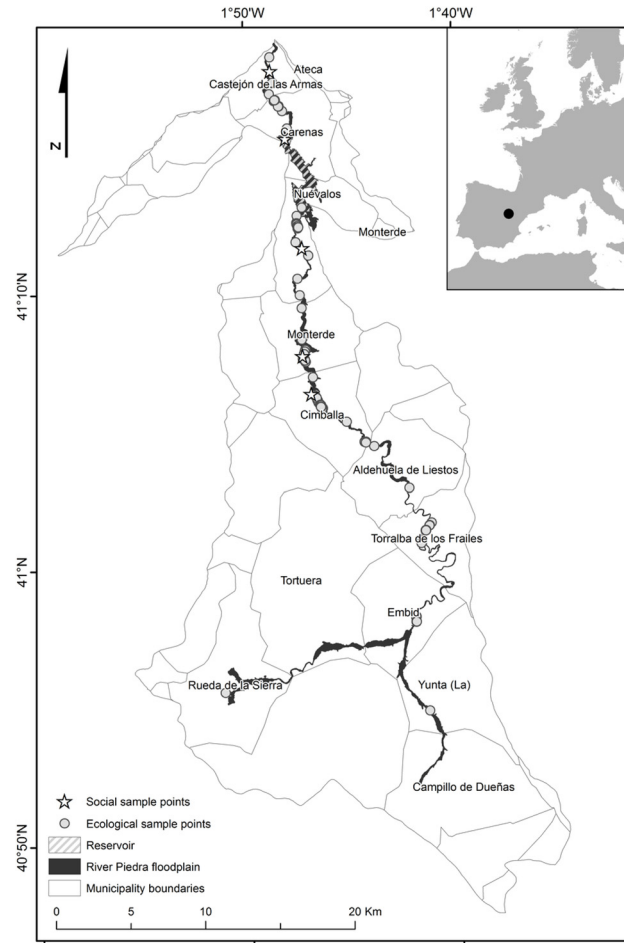 1°50'W
1°40'W
Z
Ateca
Castejón de las Armas
Carenas
Nuévalos
Monterde
41°10'N
Monterde
Cimballa
Aldehuela de Liestos
Torralba de los Frailes
41°N
Tortuera
Embid
Rueda de la Sierra
Yunta (La)
Campillo de Dueñas
40°50'N
Social sample points
Ecological sample points
Reservoir
River Piedra floodplain
Municipality boundaries
0 5 10 20 Km